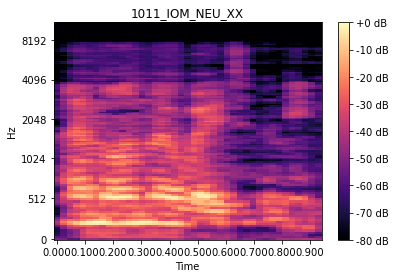 1011_IOM_NEU_XX
8192
4096
2048
1024
512
0
Hz
0.0000.1000.2000.3000.4000.5000.6000.7000.8000.900
Time
+0 dB
-10 dB
-20 dB
-30 dB
-40 dB
-50 dB
-60 dB
-70 dB
-80 dB